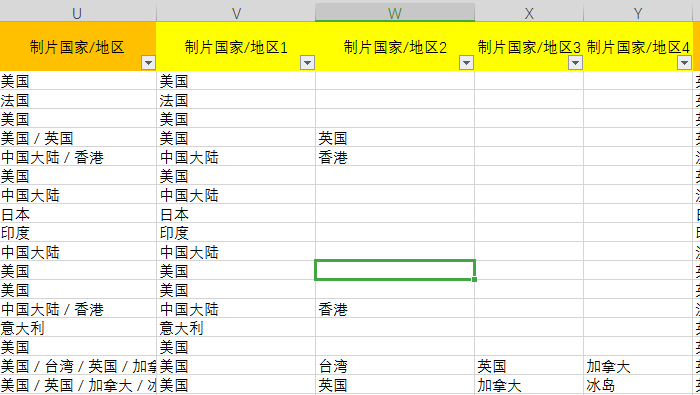 U V W X Y
制片国家/地区 制片国家/地区1 制片国家/地区2 制片国家/地区3 制片国家/地区4
美国 美国
法国 法国
美国 美国
美国 / 英国 美国 英国
中国大陆 / 香港 中国大陆 香港
美国 美国
中国大陆 中国大陆
日本 日本
印度 印度
中国大陆 中国大陆
美国 美国
美国 美国
中国大陆 / 香港 中国大陆 香港
意大利 意大利
美国 美国
美国 / 台湾 / 英国 / 加拿 美国 台湾 英国 加拿大
美国 / 英国 / 加拿大 / 冰 美国 英国 加拿大 冰岛